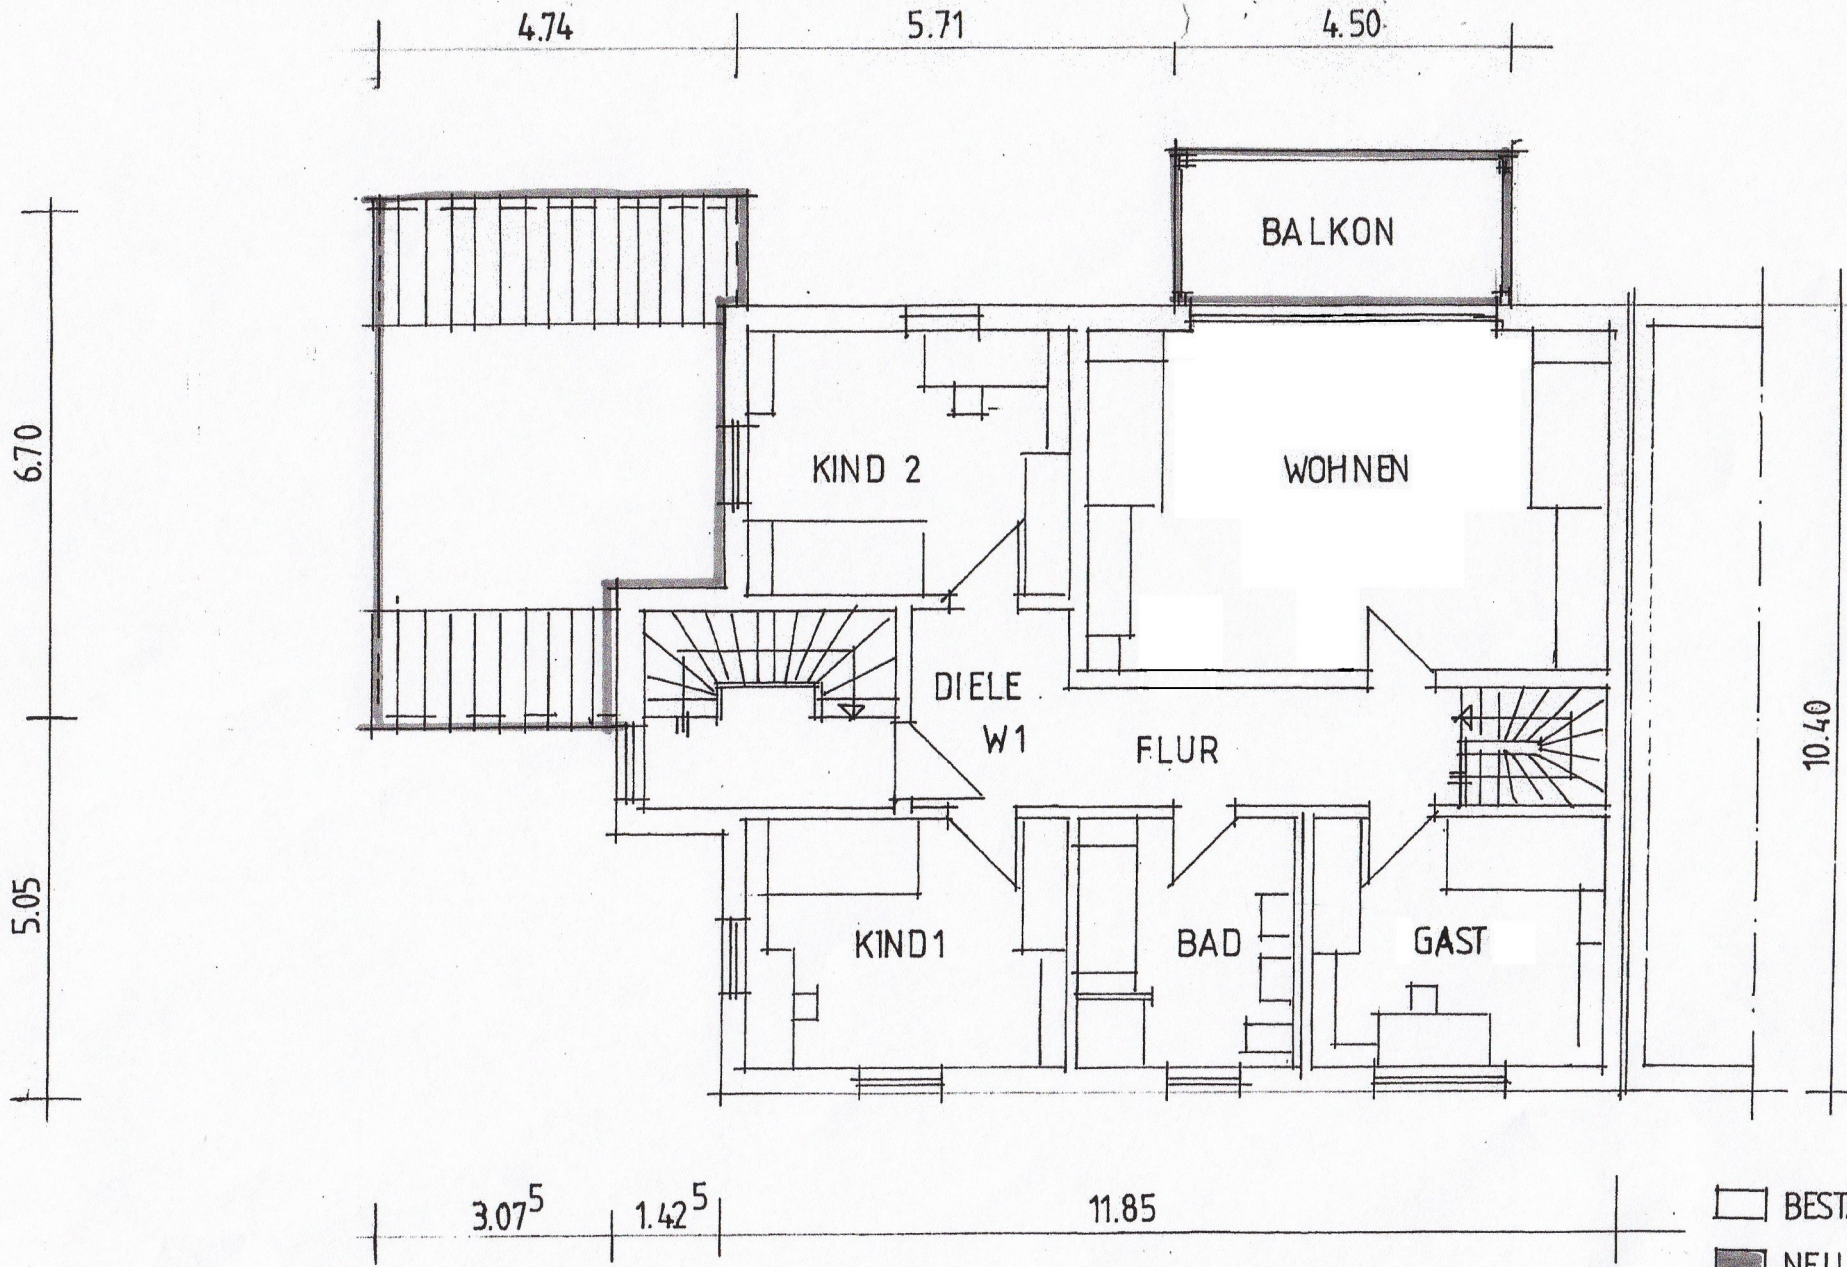 4.74
5.71
4.50
BALKON
6.70
KIND 2
WOHNEN
DIELE
W1
FLUR
10.40
5.05
KIND1
BAD
GAST
3.07⁵
1.42⁵
11.85
BEST.
NEU